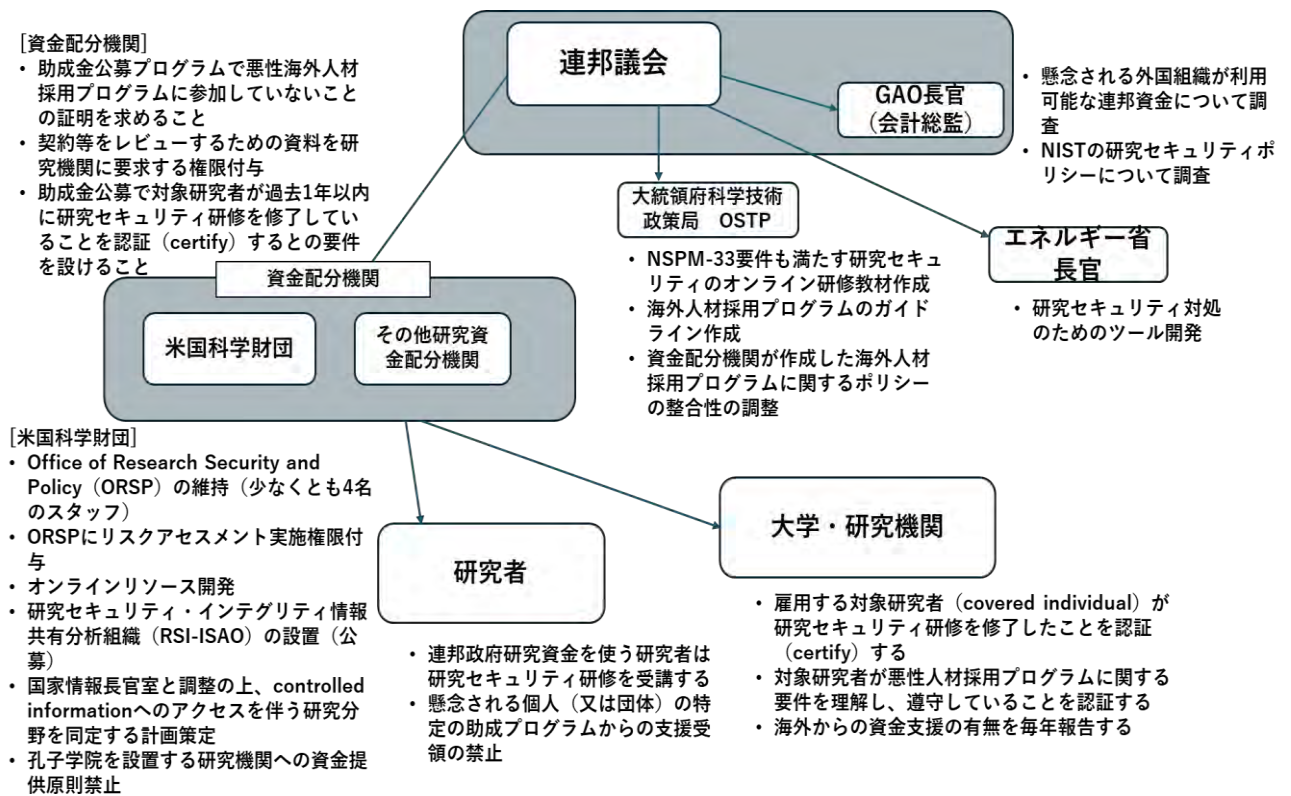 [資金配分機関]
• 助成金公募プログラムで悪性海外人材
採用プログラムに参加していないこと
の証明を求めること
• 契約等をレビューするための資料を研
究機関に要求する権限付与
• 助成金公募で対象研究者が過去1年以内
に研究セキュリティ研修を修了してい
ることを認証（certify）するとの要件
を設けること
連邦議会
GAO長官
（会計総監）
• 懸念される外国組織が利用
可能な連邦資金について調
査
• NISTの研究セキュリティポ
リシーについて調査
大統領府科学技術
政策局　OSTP
• NSPM-33要件も満たす研究セキュ
リティのオンライン研修教材作成
• 海外人材採用プログラムのガイド
ライン作成
• 資金配分機関が作成した海外人材
採用プログラムに関するポリシー
の整合性の調整
エネルギー省
長官
• 研究セキュリティ対処
のためのツール開発
資金配分機関
米国科学財団
その他研究資
金配分機関
[米国科学財団]
• Office of Research Security and
Policy（ORSP）の維持（少なくとも4名
のスタッフ）
• ORSPにリスクアセスメント実施権限付
与
• オンラインリソース開発
• 研究セキュリティ・インテグリティ情報
共有分析組織（RSI-ISAO）の設置（公
募）
• 国家情報長官室と調整の上、controlled
informationへのアクセスを伴う研究分
野を同定する計画策定
• 孔子学院を設置する研究機関への資金提
供原則禁止
研究者
• 連邦政府研究資金を使う研究者は
研究セキュリティ研修を受講する
• 懸念される個人（又は団体）の特
定の助成プログラムからの支援受
領の禁止
大学・研究機関
• 雇用する対象研究者（covered individual）が
研究セキュリティ研修を修了したことを認証
（certify）する
• 対象研究者が悪性人材採用プログラムに関する
要件を理解し、遵守していることを認証する
• 海外からの資金支援の有無を毎年報告する